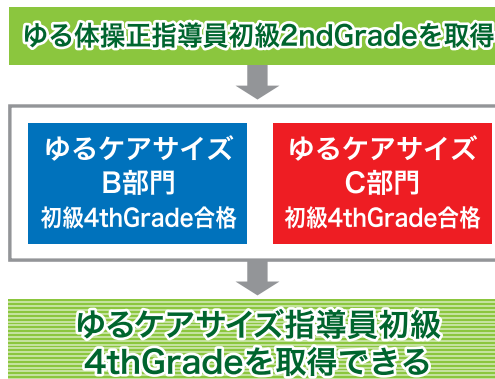 ゆる体操正指導員初級2ndGradeを取得
ゆるケアサイズ
B部門
初級4thGrade合格
ゆるケアサイズ
C部門
初級4thGrade合格
ゆるケアサイズ指導員初級
4thGradeを取得できる